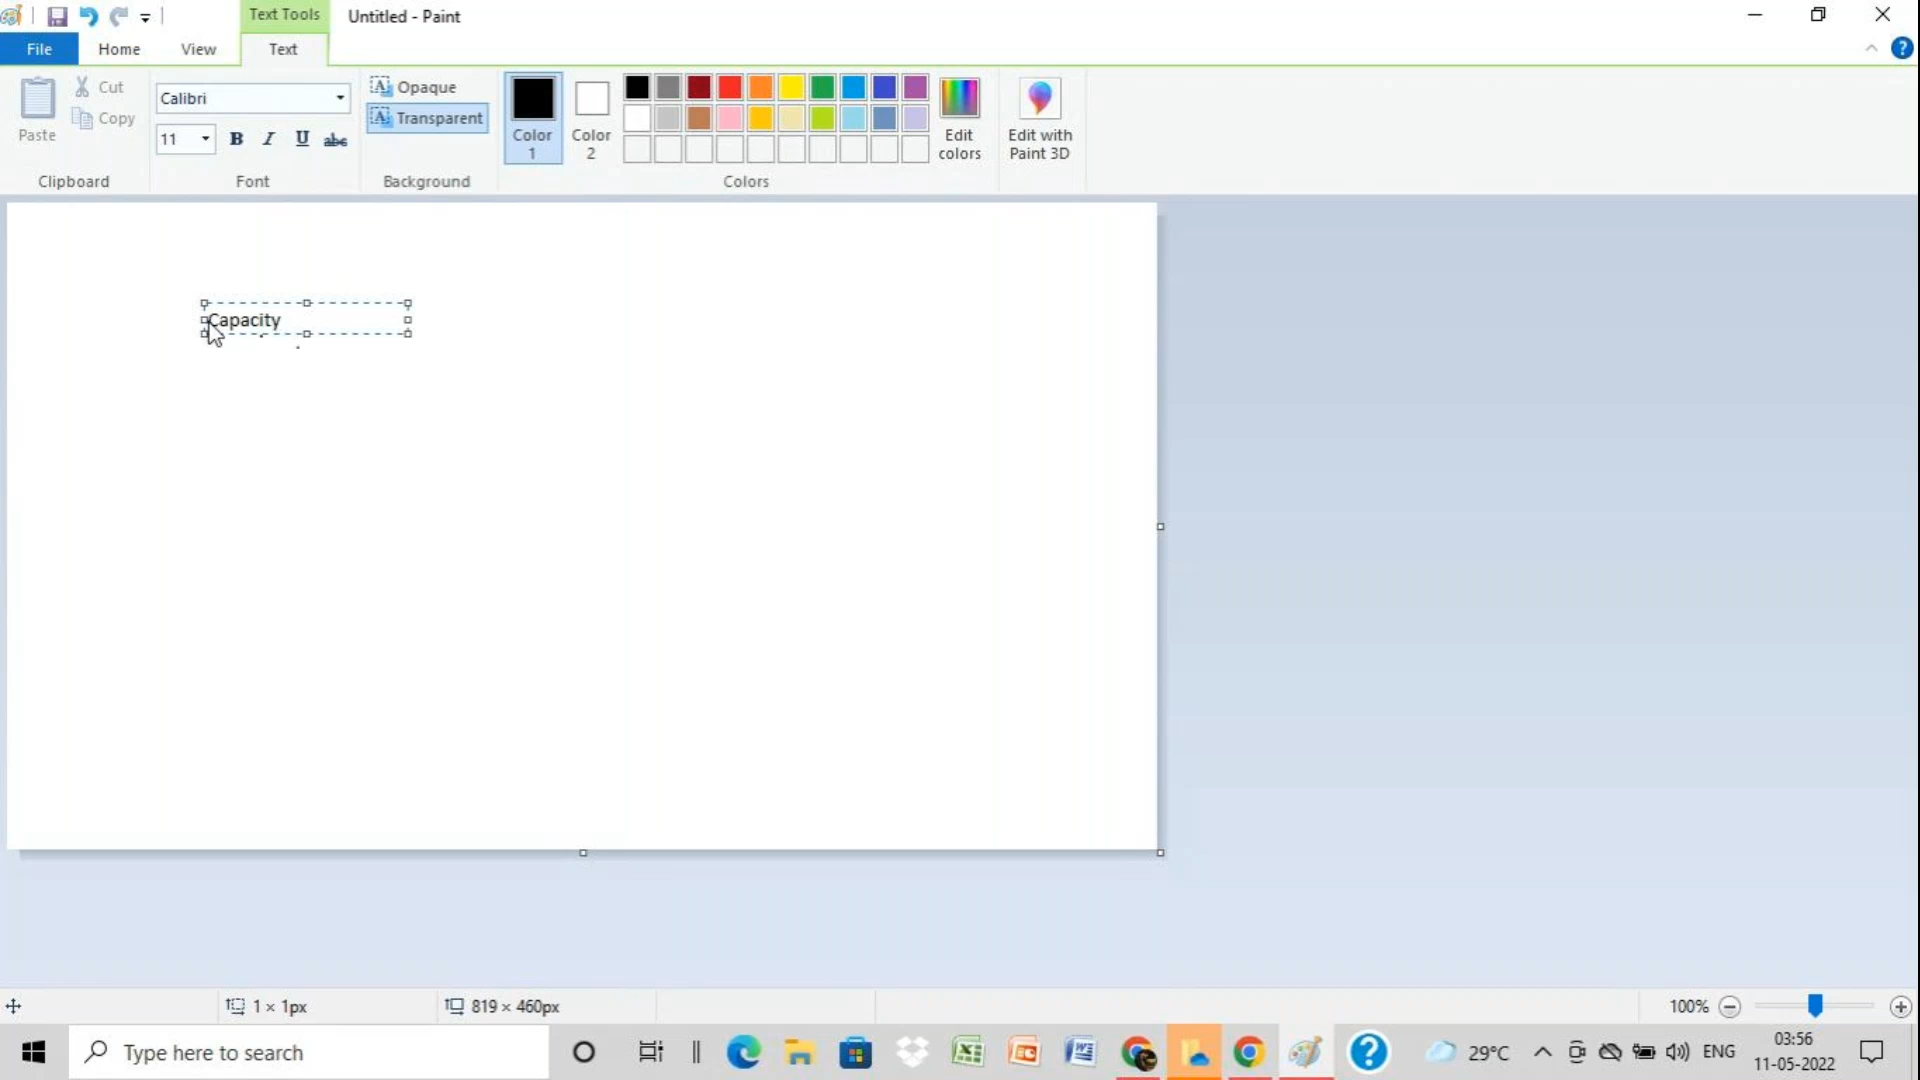 Text Tools
Untitled - Paint
File
Home
View
Text
Paste
Cut
Copy
Clipboard
Calibri
11
B I U abc
Font
Opaque
Transparent
Background
Color 1
Color 2
Edit colors
Colors
Edit with Paint 3D
Capacity
1 × 1px
819 × 460px
100%
Type here to search
29°C
ENG
03:56
11-05-2022